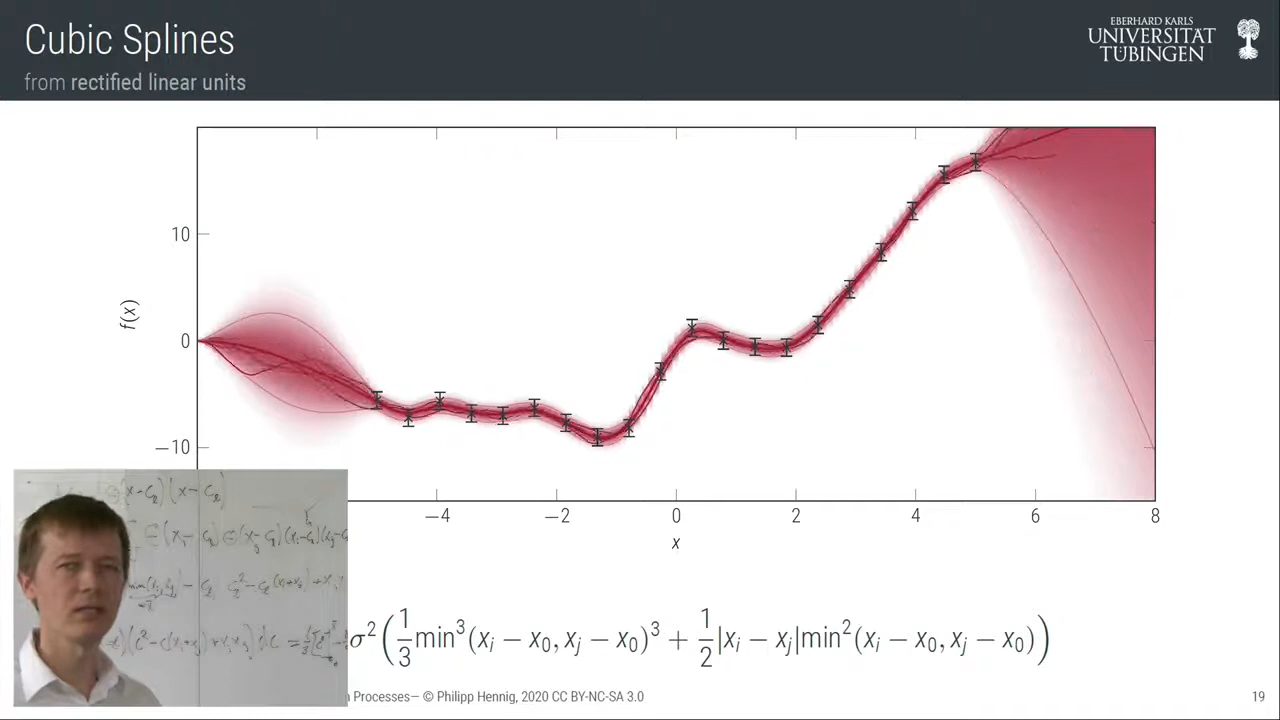 Cubic Splines
from rectified linear units
EBERHARD KARLS
UNIVERSITÄT
TÜBINGEN
10
0
−10
f(x)
−4 −2 0 2 4 6 8
x
σ²(1/3 min³(xᵢ − x₀, xⱼ − x₀)³ + 1/2 |xᵢ − xⱼ|min²(xᵢ − x₀, xⱼ − x₀))
Processes— © Philipp Hennig, 2020 CC BY-NC-SA 3.0
19